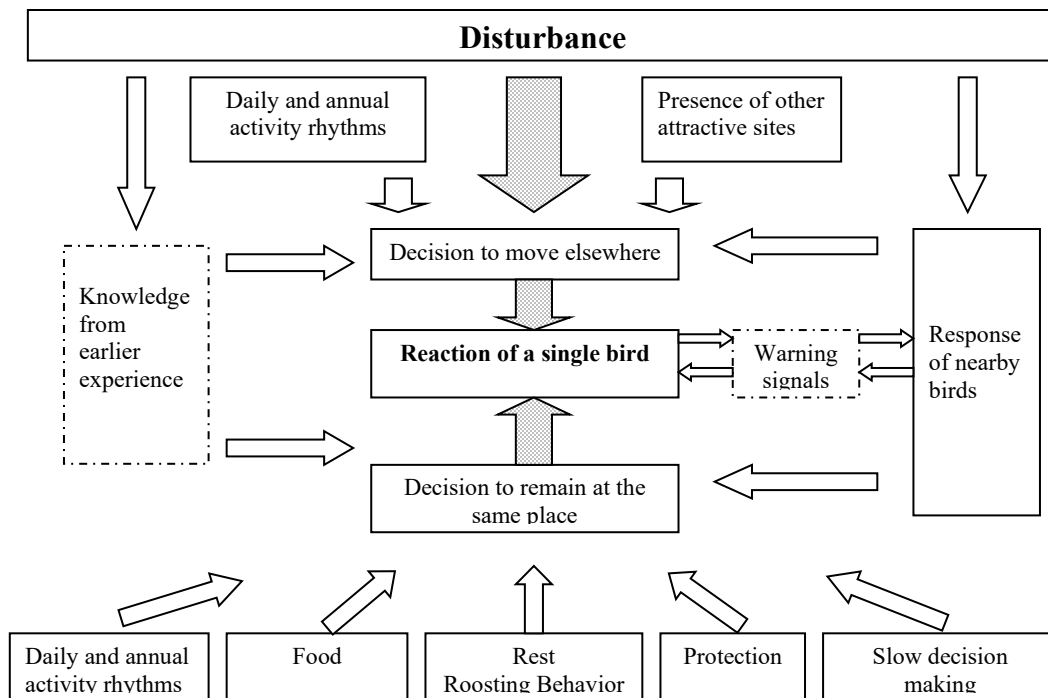 Disturbance
Daily and annual
activity rhythms
Presence of other
attractive sites
Decision to move elsewhere
Knowledge
from
earlier
experience
Reaction of a single bird
Warning
signals
Response
of nearby
birds
Decision to remain at the
same place
Daily and annual
activity rhythms
Food
Rest
Roosting Behavior
Protection
Slow decision
making